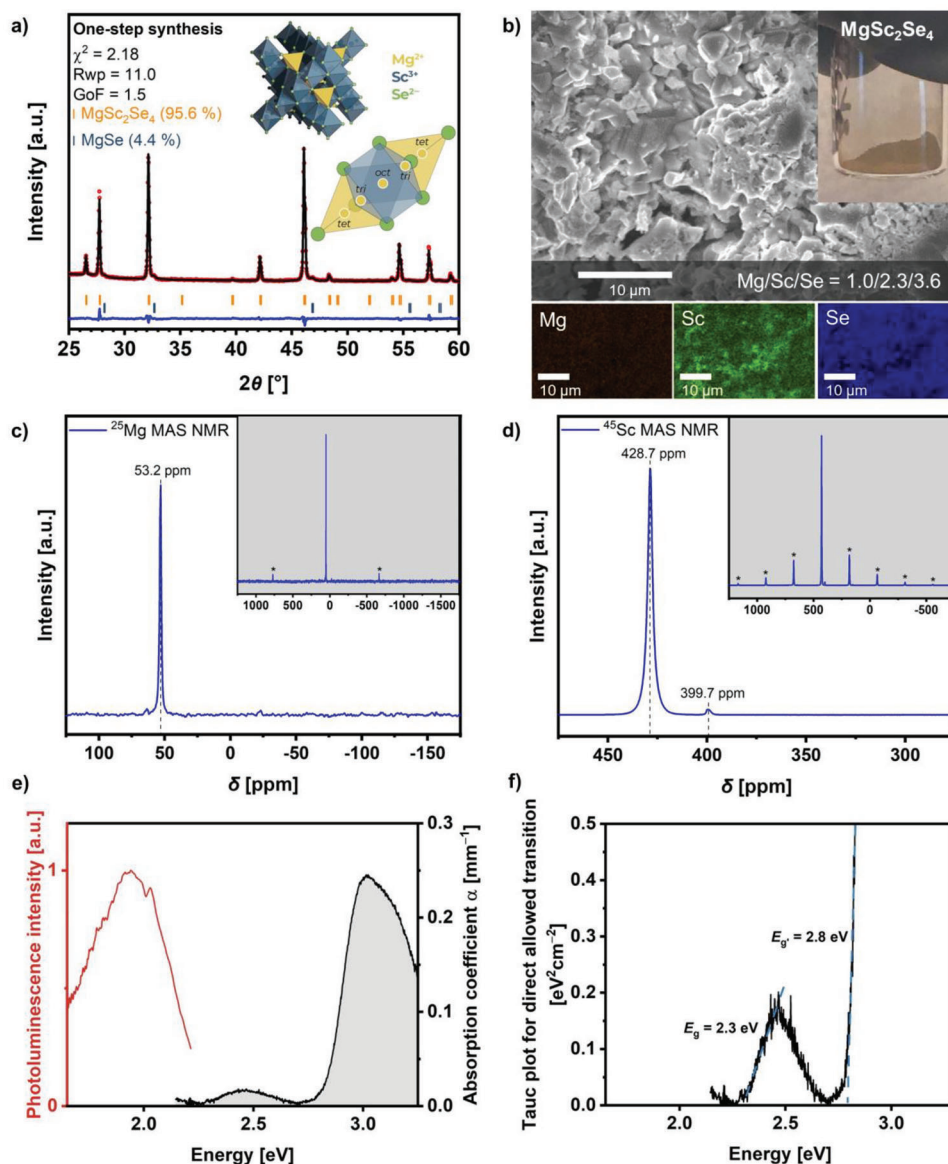 a)
One-step synthesis
χ² = 2.18
Rwp = 11.0
GoF = 1.5
MgSc₂Se₄ (95.6 %)
MgSe (4.4 %)
Mg²⁺
Sc³⁺
Se²⁻
tet
tri
oct
tri
tet
Intensity [a.u.]
25 30 35 40 45 50 55 60
2θ [°]
b)
MgSc₂Se₄
10 µm
Mg/Sc/Se = 1.0/2.3/3.6
Mg
10 µm
Sc
10 µm
Se
10 µm
c)
²⁵Mg MAS NMR
53.2 ppm
* *
1000 500 0 -500 -1000 -1500
Intensity [a.u.]
100 50 0 -50 -100 -150
δ [ppm]
d)
⁴⁵Sc MAS NMR
428.7 ppm
399.7 ppm
* * * * * * *
1000 500 0 -500
Intensity [a.u.]
450 400 350 300
δ [ppm]
e)
Photoluminescence intensity [a.u.]
1
0
Absorption coefficient α [mm⁻¹]
0.3
0.2
0.1
0.0
2.0 2.5 3.0
Energy [eV]
f)
Tauc plot for direct allowed transition
[eV²cm⁻²]
0.5
0.4
0.3
0.2
0.1
0.0
Eg' = 2.8 eV
Eg = 2.3 eV
2.0 2.5 3.0
Energy [eV]